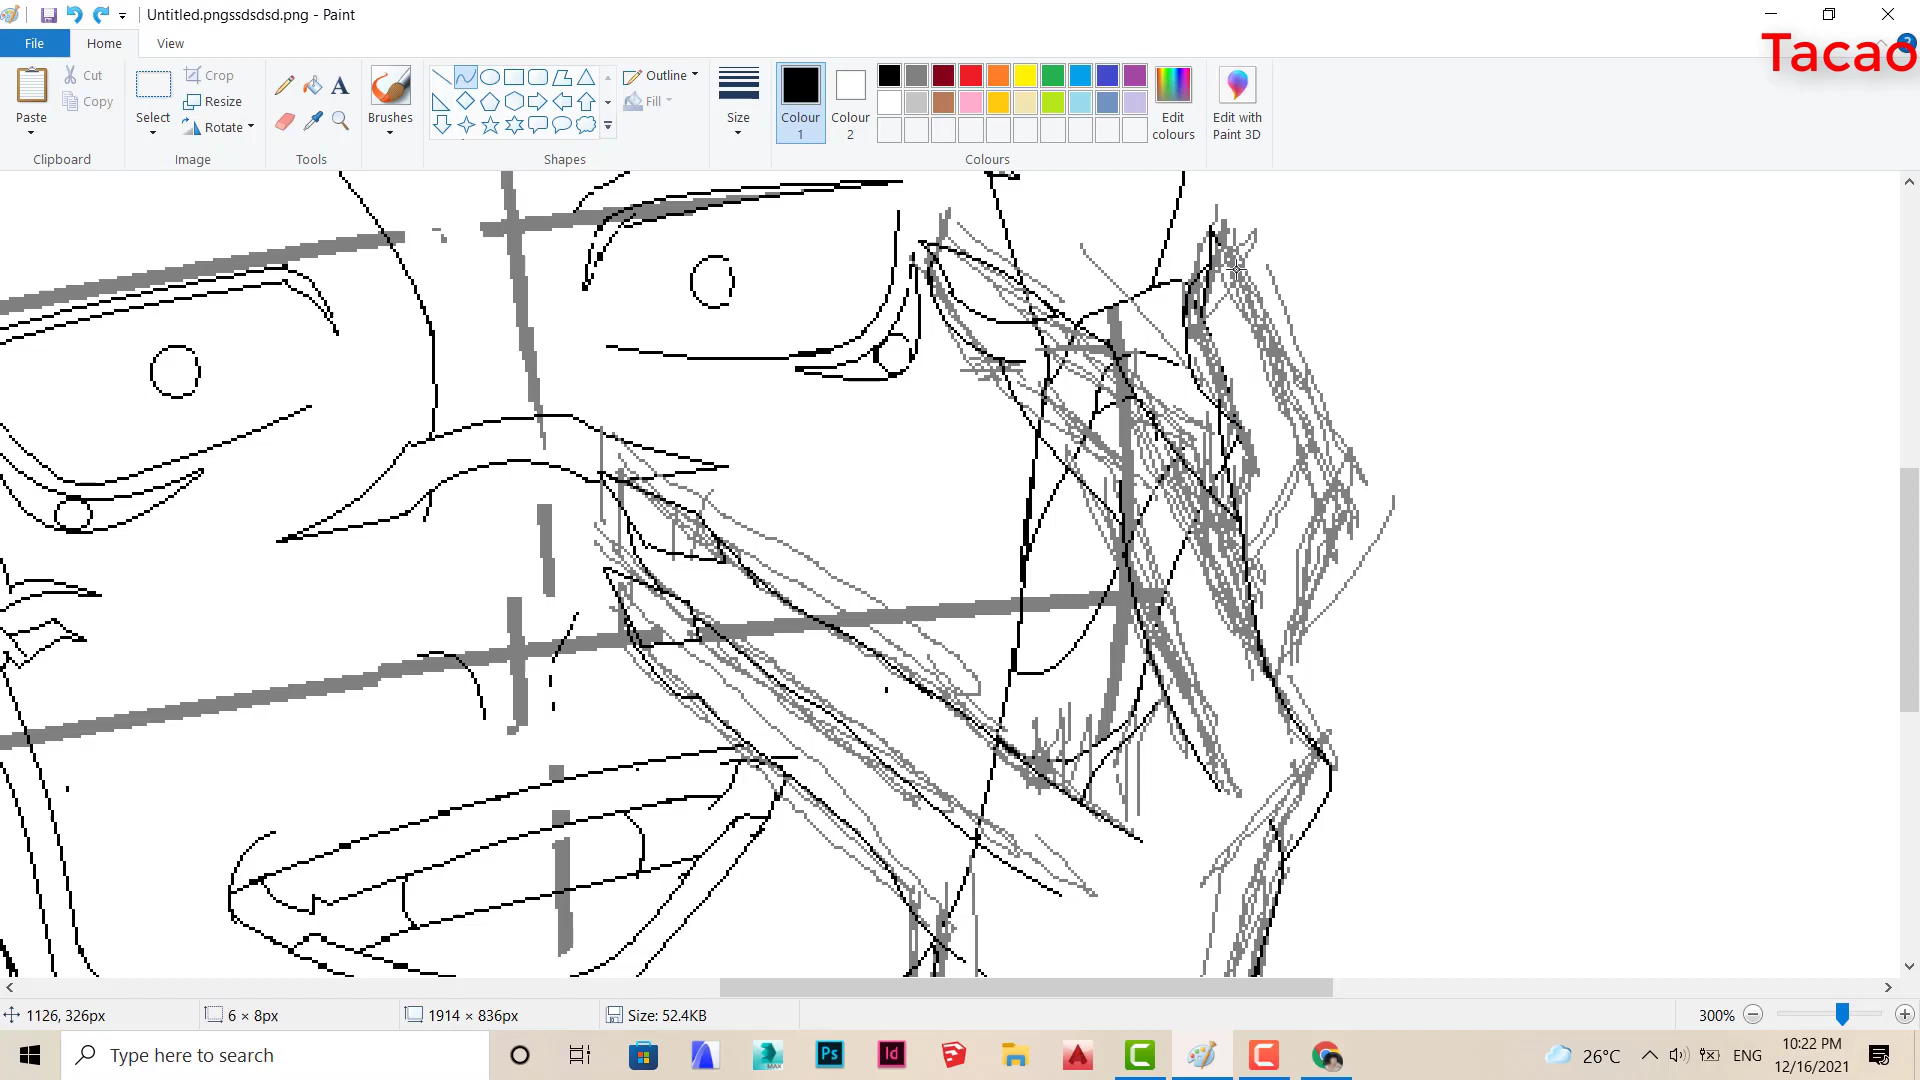 Untitled.pngssdsdsd.png - Paint
Tacao
File
Home
View
Paste
Cut
Copy
Clipboard
Select
Crop
Resize
Rotate
Image
Tools
Brushes
Outline
Fill
Shapes
Size
Colour 1
Colour 2
Edit colours
Edit with Paint 3D
Colours
1126, 326px
6 × 8px
1914 × 836px
Size: 52.4KB
300%
Type here to search
26°C
ENG
10:22 PM
12/16/2021